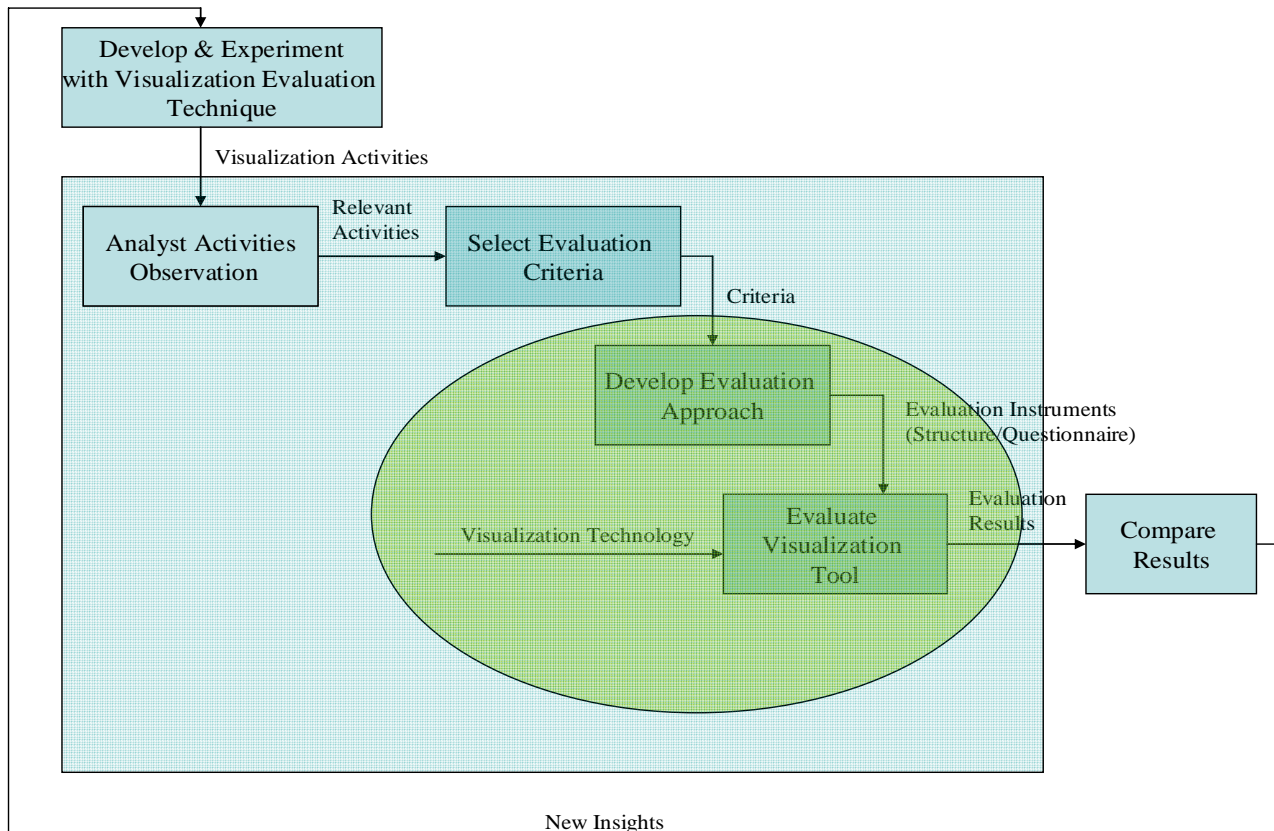 Develop & Experiment
with Visualization Evaluation
Technique
Visualization Activities
Relevant
Activities
Analyst Activities
Observation
Select Evaluation
Criteria
Criteria
Develop Evaluation
Approach
Evaluation Instruments
(Structure/Questionnaire)
Visualization Technology
Evaluate
Visualization
Tool
Evaluation
Results
Compare
Results
New Insights